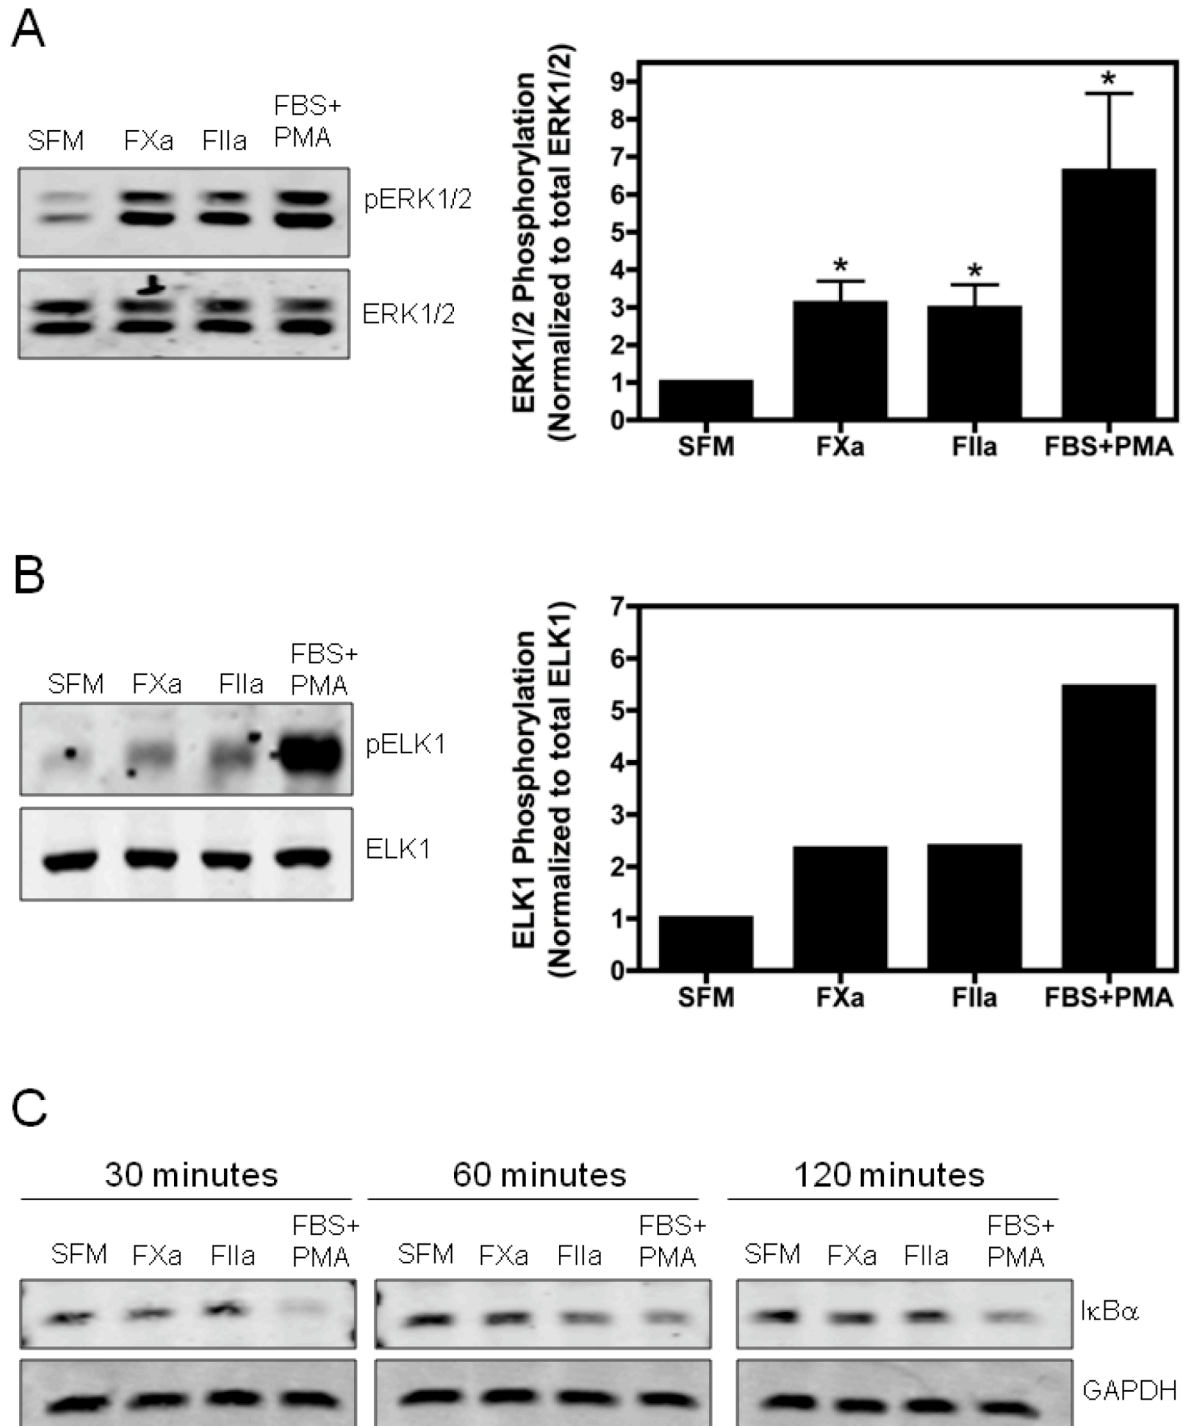 A
SFM FXa FIIa FBS+
PMA
pERK1/2
ERK1/2
ERK1/2 Phosphorylation
(Normalized to total ERK1/2)
9
8
7
6
5
4
3
2
1
0
*
*
*
SFM FXa FIIa FBS+PMA
B
SFM FXa FIIa FBS+
PMA
pELK1
ELK1
ELK1 Phosphorylation
(Normalized to total ELK1)
7
6
5
4
3
2
1
0
SFM FXa FIIa FBS+PMA
C
30 minutes 60 minutes 120 minutes
SFM FXa FIIa FBS+
PMA
SFM FXa FIIa FBS+
PMA
SFM FXa FIIa FBS+
PMA
IκBα
GAPDH